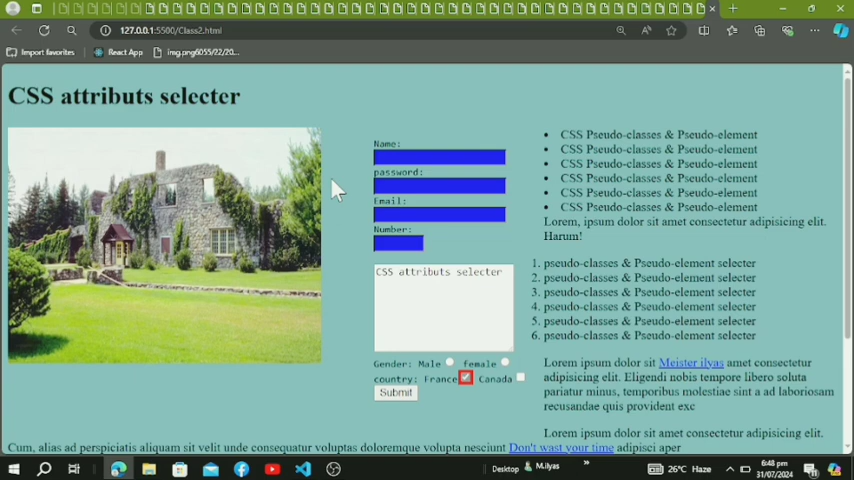 127.0.0.1:5500/Class2.html
Import favorites
React App
img.png6055/22/20...
CSS attributs selecter
Name:
password:
Email:
Number:
CSS attributs selecter
Gender: Male female
country: France Canada
Submit
CSS Pseudo-classes & Pseudo-element
CSS Pseudo-classes & Pseudo-element
CSS Pseudo-classes & Pseudo-element
CSS Pseudo-classes & Pseudo-element
CSS Pseudo-classes & Pseudo-element
CSS Pseudo-classes & Pseudo-element
Lorem, ipsum dolor sit amet consectetur adipisicing elit.
Harum!
1. pseudo-classes & Pseudo-element selecter
2. pseudo-classes & Pseudo-element selecter
3. pseudo-classes & Pseudo-element selecter
4. pseudo-classes & Pseudo-element selecter
5. pseudo-classes & Pseudo-element selecter
6. pseudo-classes & Pseudo-element selecter
Lorem ipsum dolor sit Meister ilyas amet consectetur
adipisicing elit. Eligendi nobis tempore libero soluta
pariatur minus, temporibus molestiae sint a ad laboriosam
recusandae quis provident exc
Lorem ipsum dolor sit amet consectetur adipisicing elit.
Cum, alias ad perspiciatis aliquam sit velit unde consequatur voluptas doloremque volupta nesciunt Don't wast your time adipisci aper
Desktop
M.ilyas
26°C Haze
6:48 pm
31/07/2024